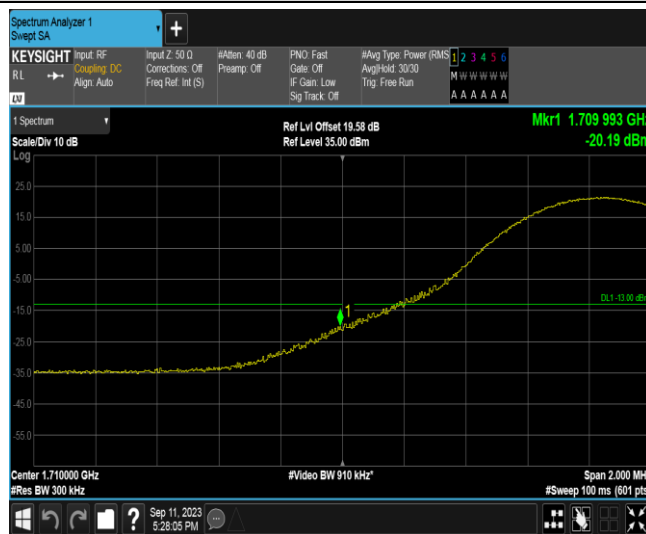 Spectrum Analyzer 1
Swept SA
KEYSIGHT
RL
LXI
Input: RF
Coupling: DC
Align: Auto
Input Z: 50 Ω
Corrections: Off
Freq Ref: Int (S)
#Atten: 40 dB
Preamp: Off
PNO: Fast
Gate: Off
IF Gain: Low
Sig Track: Off
#Avg Type: Power (RMS
Avg|Hold: 30/30
Trig: Free Run
1 2 3 4 5 6
M W W W W W
A A A A A A
1 Spectrum
Scale/Div 10 dB
Ref Lvl Offset 19.58 dB
Ref Level 35.00 dBm
Mkr1 1.709 993 GHz
-20.19 dBm
Log
25.0
15.0
5.00
-5.00
-15.0
-25.0
-35.0
-45.0
-55.0
DL1 -13.00 dBm
1
Center 1.710000 GHz
#Res BW 300 kHz
#Video BW 910 kHz*
Span 2.000 MH
#Sweep 100 ms (601 pts
?
Sep 11, 2023
5:28:05 PM